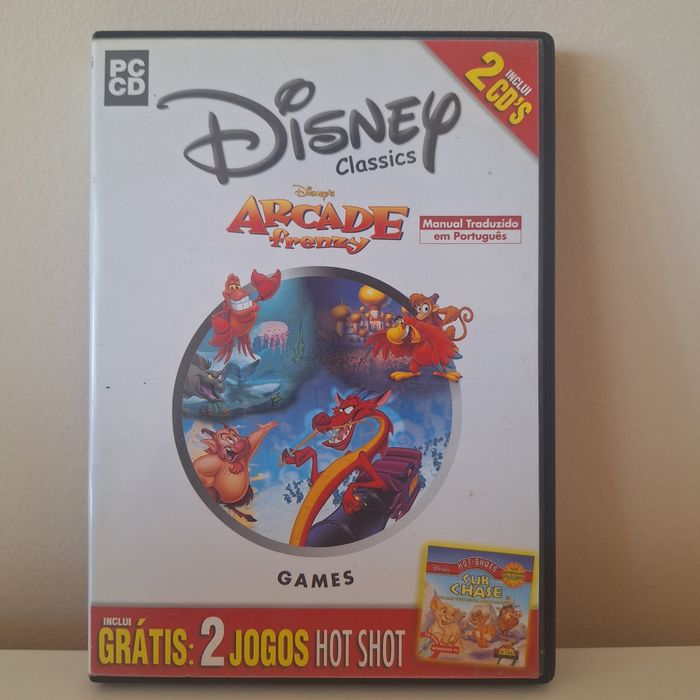 PC
CD
INCLUI
2 CD'S
Disney
Classics
Disney's
ARCADE
frenzy
Manual Traduzido
em Português
GAMES
Disney's
HOT-SHOTS
CUB
CHASE
INCLUI
GRÁTIS: 2 JOGOS HOT SHOT